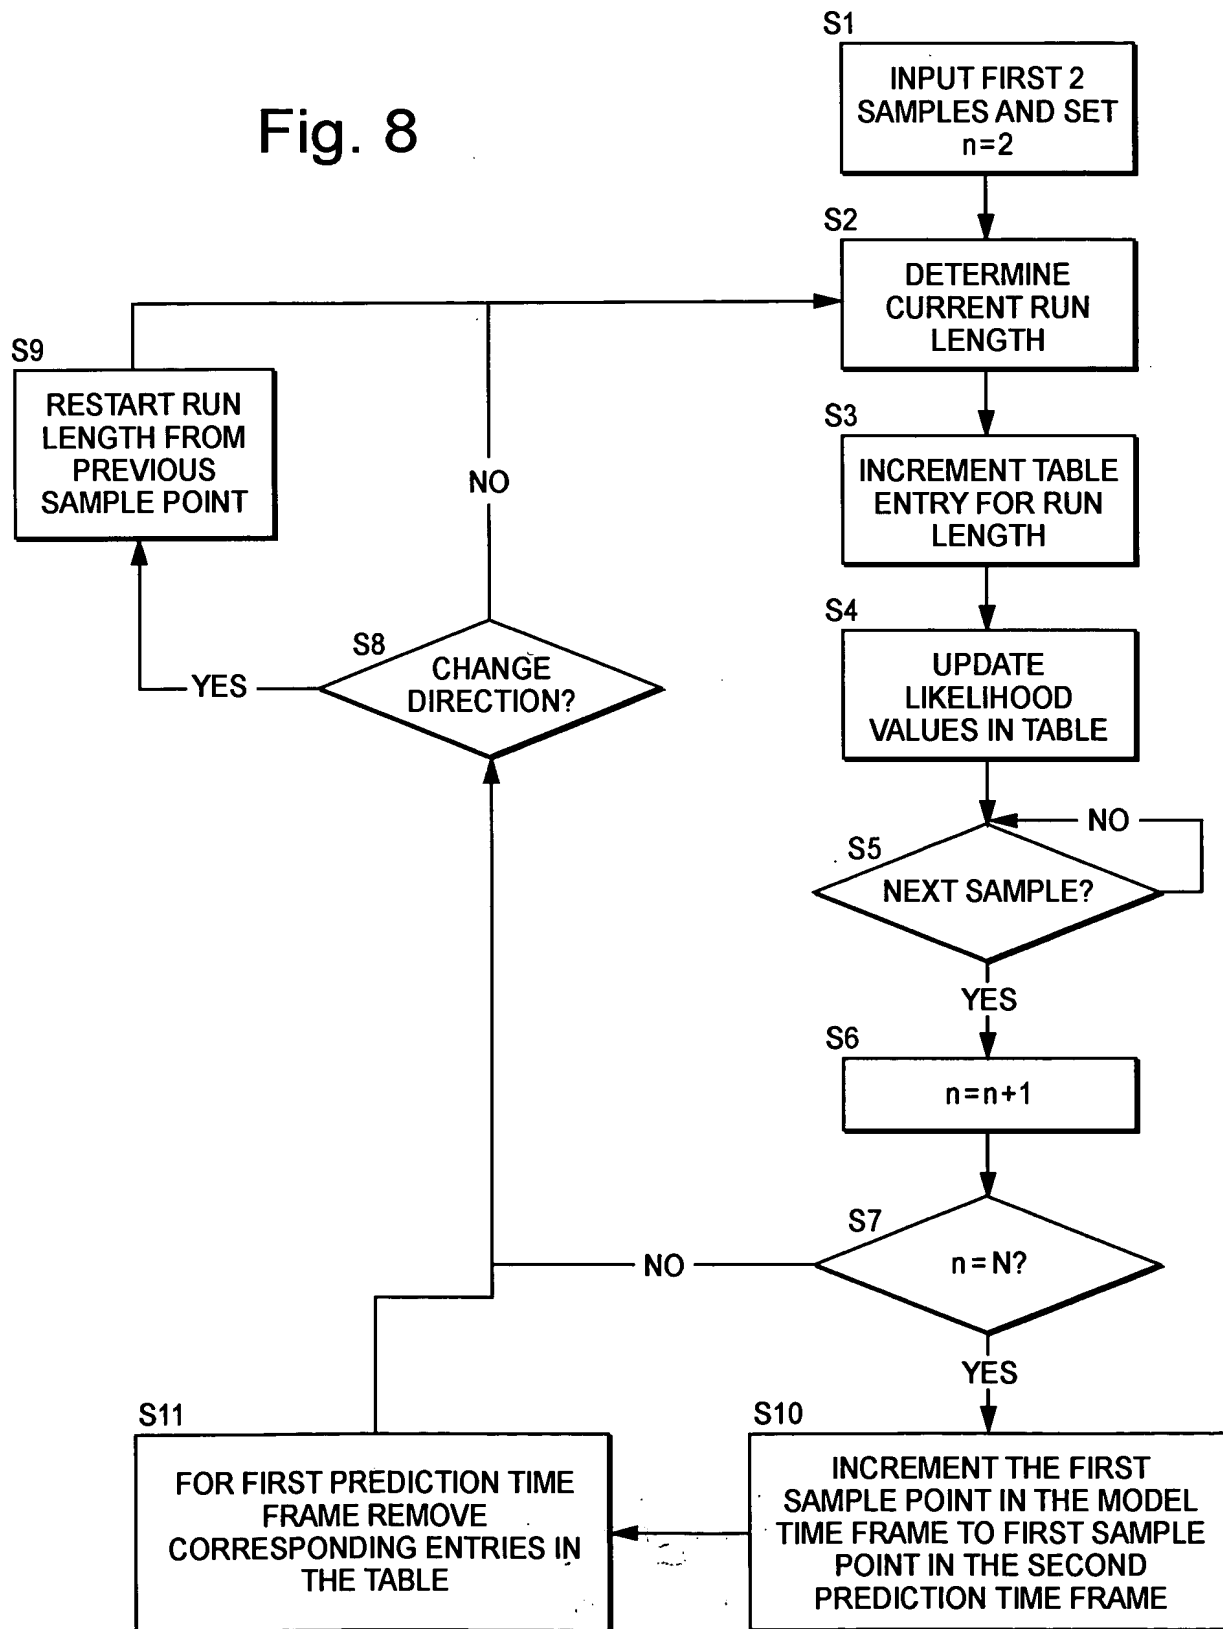 Fig. 8
S1
INPUT FIRST 2
SAMPLES AND SET
n=2
S2
DETERMINE
CURRENT RUN
LENGTH
S3
INCREMENT TABLE
ENTRY FOR RUN
LENGTH
S4
UPDATE
LIKELIHOOD
VALUES IN TABLE
NO
S5
NEXT SAMPLE?
YES
S6
n=n+1
S7
n=N?
NO
YES
S8
CHANGE
DIRECTION?
NO
YES
S9
RESTART RUN
LENGTH FROM
PREVIOUS
SAMPLE POINT
S10
INCREMENT THE FIRST
SAMPLE POINT IN THE MODEL
TIME FRAME TO FIRST SAMPLE
POINT IN THE SECOND
PREDICTION TIME FRAME
S11
FOR FIRST PREDICTION TIME
FRAME REMOVE
CORRESPONDING ENTRIES IN
THE TABLE